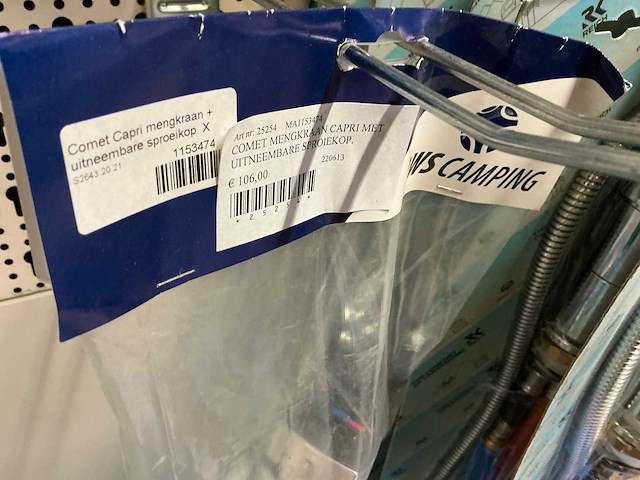 Comet Capri mengkraan +
uitneembare sproeikop X
1153474
S2643 20 21
Art nr: 25254 MA1153474
COMET MENGKRAAN CAPRI MET
UITNEEMBARE SPROEIKOP.
220613
€ 106,00
WS CAMPING
RK